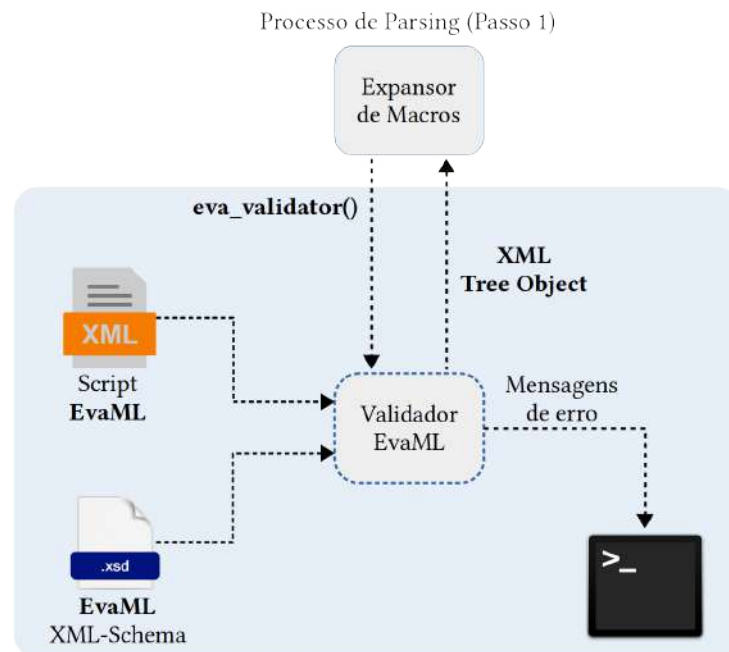 Processo de Parsing (Passo 1)
Expansor
de Macros
eva_validator()
XML
Tree Object
XML
Script
EvaML
Validador
EvaML
Mensagens
de erro
.xsd
EvaML
XML-Schema
>_